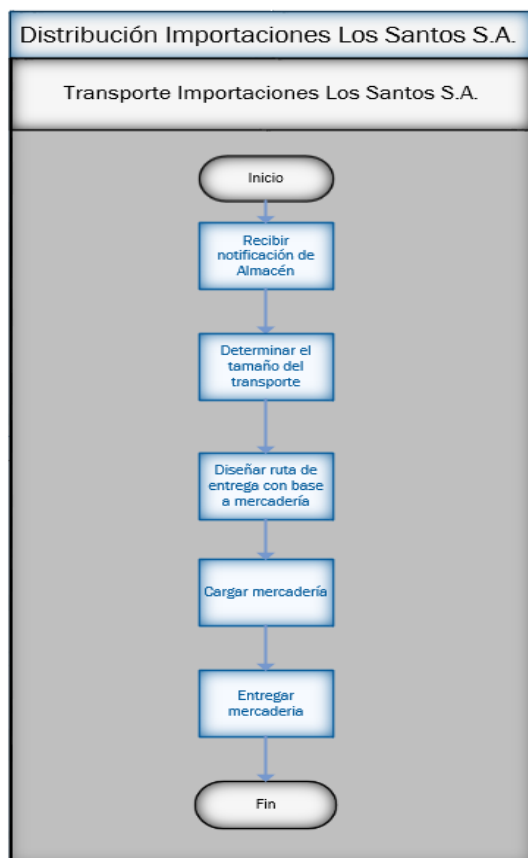 Distribución Importaciones Los Santos S.A.
Transporte Importaciones Los Santos S.A.
Inicio
Recibir
notificación de
Almacén
Determinar el
tamaño del
transporte
Diseñar ruta de
entrega con base
a mercadería
Cargar mercadería
Entregar
mercaderia
Fin